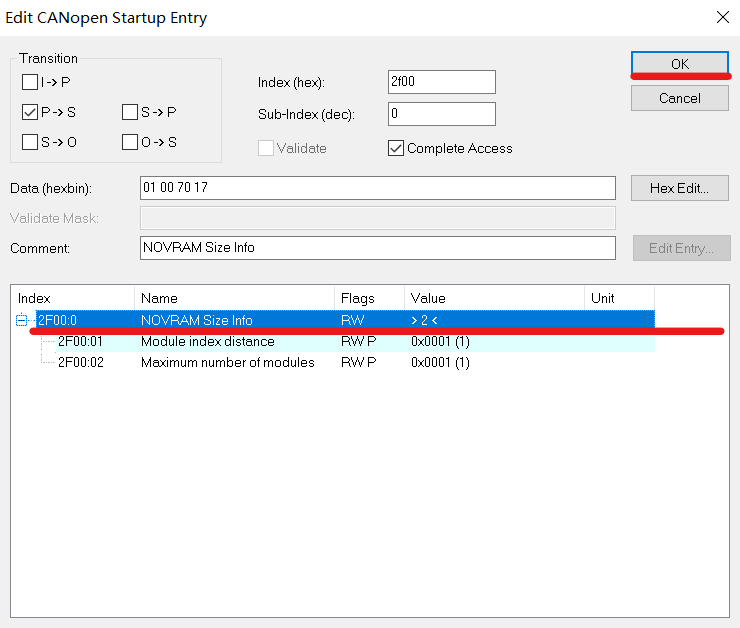 Edit CANopen Startup Entry
Transition
I -> P
P -> S
S -> P
S -> O
O -> S
Index (hex):
2f00
Sub-Index (dec):
0
Validate
Complete Access
OK
Cancel
Data (hexbin):
01 00 70 17
Hex Edit...
Validate Mask:
Comment:
NOVRAM Size Info
Edit Entry...
Index Name Flags Value Unit
2F00:0 NOVRAM Size Info RW > 2 <
2F00:01 Module index distance RW P 0x0001 (1)
2F00:02 Maximum number of modules RW P 0x0001 (1)